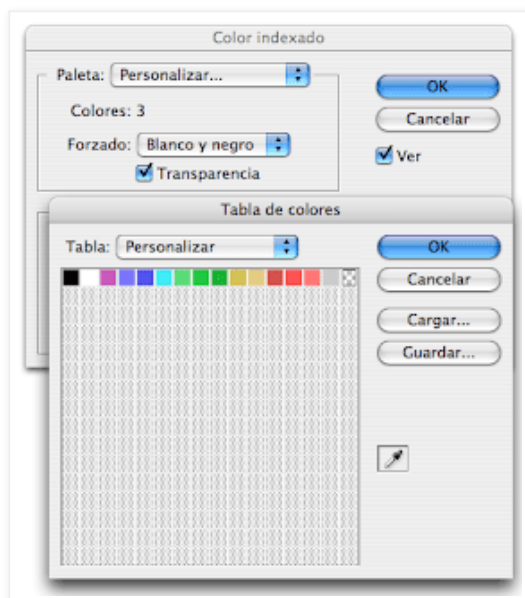 Color indexado
Paleta: Personalizar...
OK
Colores: 3
Cancelar
Forzado: Blanco y negro
Ver
Transparencia
Tabla de colores
Tabla: Personalizar
OK
Cancelar
Cargar...
Guardar...